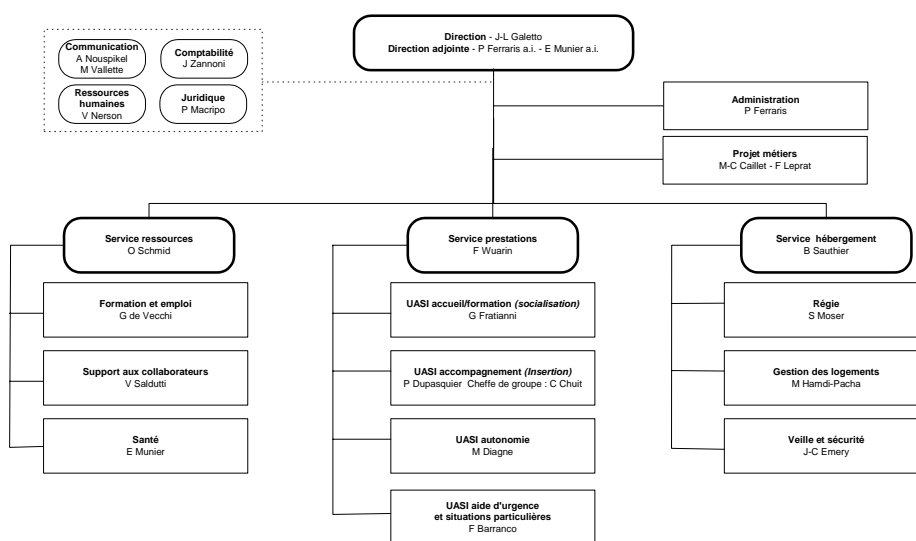 Direction - J-L Galetto
Direction adjointe - P Ferraris a.i. - E Munier a.i.
Communication
A Nouspikel
M Vallette
Comptabilité
J Zannoni
Ressources
humaines
V Nerson
Juridique
P Macripo
Administration
P Ferraris
Projet métiers
M-C Caillet - F Leprat
Service ressources
O Schmid
Formation et emploi
G de Vecchi
Support aux collaborateurs
V Saldutti
Santé
E Munier
Service prestations
F Wuarin
UASI accueil/formation (socialisation)
G Fratianni
UASI accompagnement (Insertion)
P Dupasquier Cheffe de groupe : C Chuit
UASI autonomie
M Diagne
UASI aide d'urgence
et situations particulières
F Barranco
Service hébergement
B Sauthier
Régie
S Moser
Gestion des logements
M Hamdi-Pacha
Veille et sécurité
J-C Emery